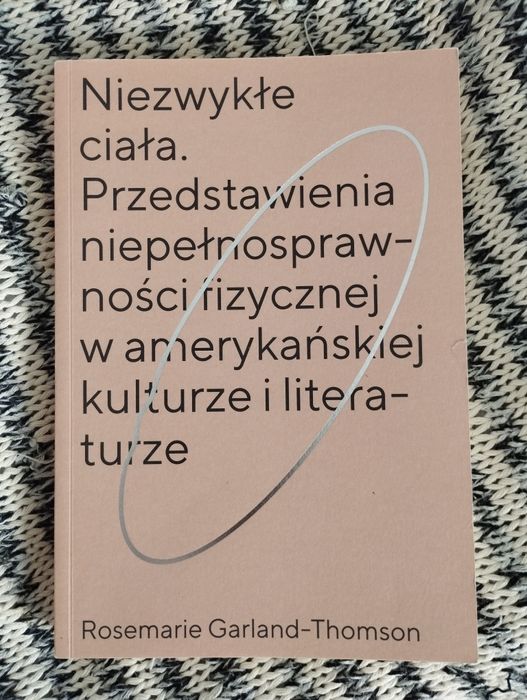 Niezwykłe
ciała.
Przedstawienia
niepełnospraw-
ności fizycznej
w amerykańskiej
kulturze i litera-
turze
Rosemarie Garland-Thomson